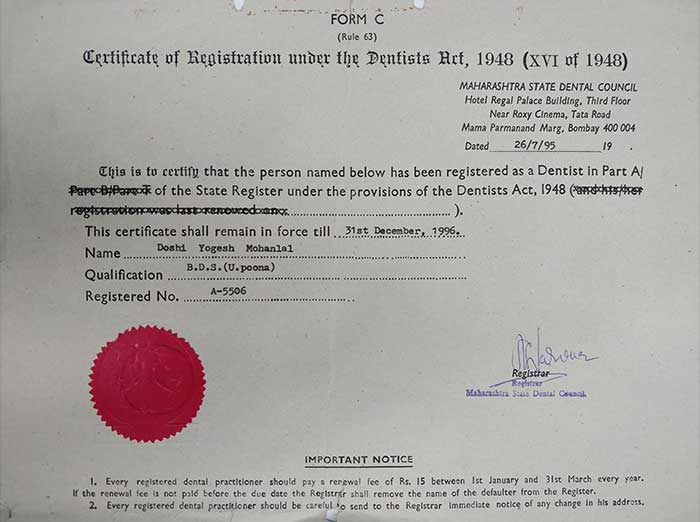 FORM C
(Rule 63)
Certificate of Registration under the Dentists Act, 1948 (XVI of 1948)
MAHARASHTRA STATE DENTAL COUNCIL
Hotel Regal Palace Building, Third Floor
Near Roxy Cinema, Tata Road
Mama Parmanand Marg, Bombay 400 004
Dated 26/7/95 19 .
This is to certify that the person named below has been registered as a Dentist in Part A/
Part B/Part of the State Register under the provisions of the Dentists Act, 1948 (and his/her
registration was last renewed on ).
This certificate shall remain in force till 31st December, 1996.
Name Doshi Yogesh Mohanlal
Qualification B.D.S.(U.poona)
Registered No. A-5506
Registrar
Registrar
Maharashtra State Dental Council.
IMPORTANT NOTICE
1. Every registered dental practitioner should pay a renewal fee of Rs. 15 between 1st January and 31st March every year.
If the renewal fee is not paid before the due date the Registrar shall remove the name of the defaulter from the Register.
2. Every registered dental practitioner should be careful to send to the Registrar immediate notice of any change in his address.